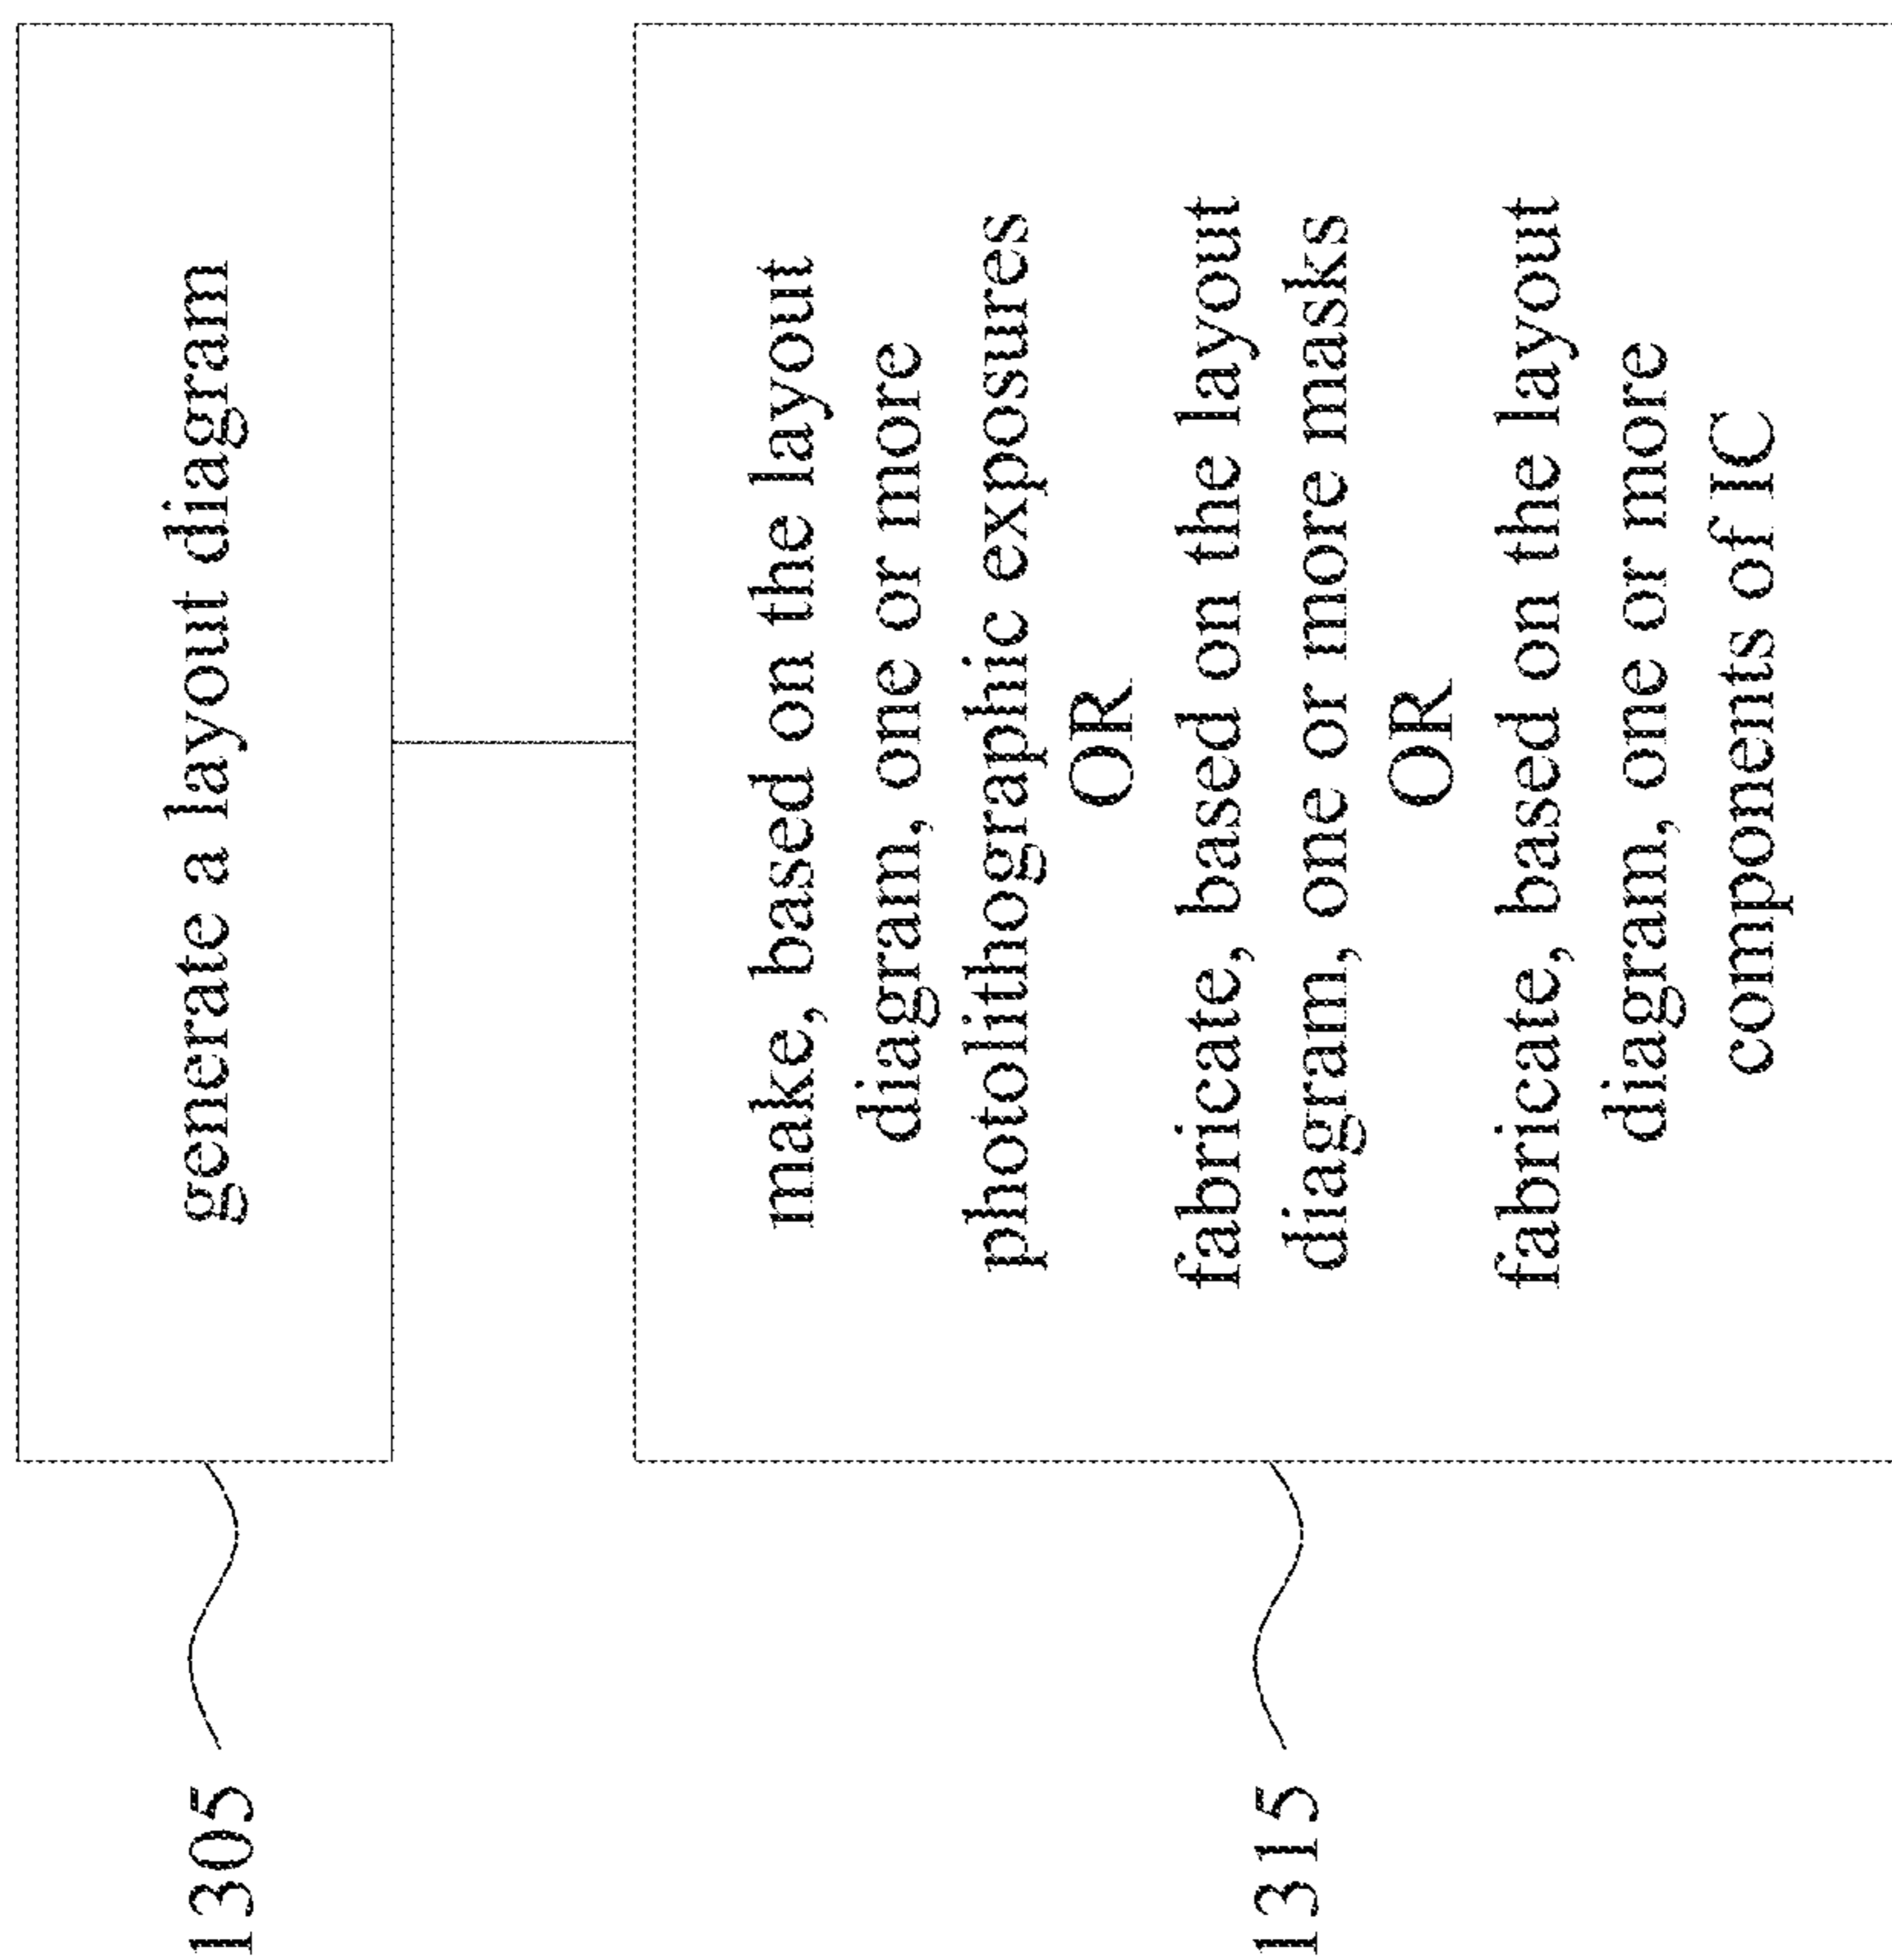 1305
generate a layout diagram
1315
make, based on the layout
diagram, one or more
photolithographic exposures
OR
fabricate, based on the layout
diagram, one or more masks
OR
fabricate, based on the layout
diagram, one or more
components of IC